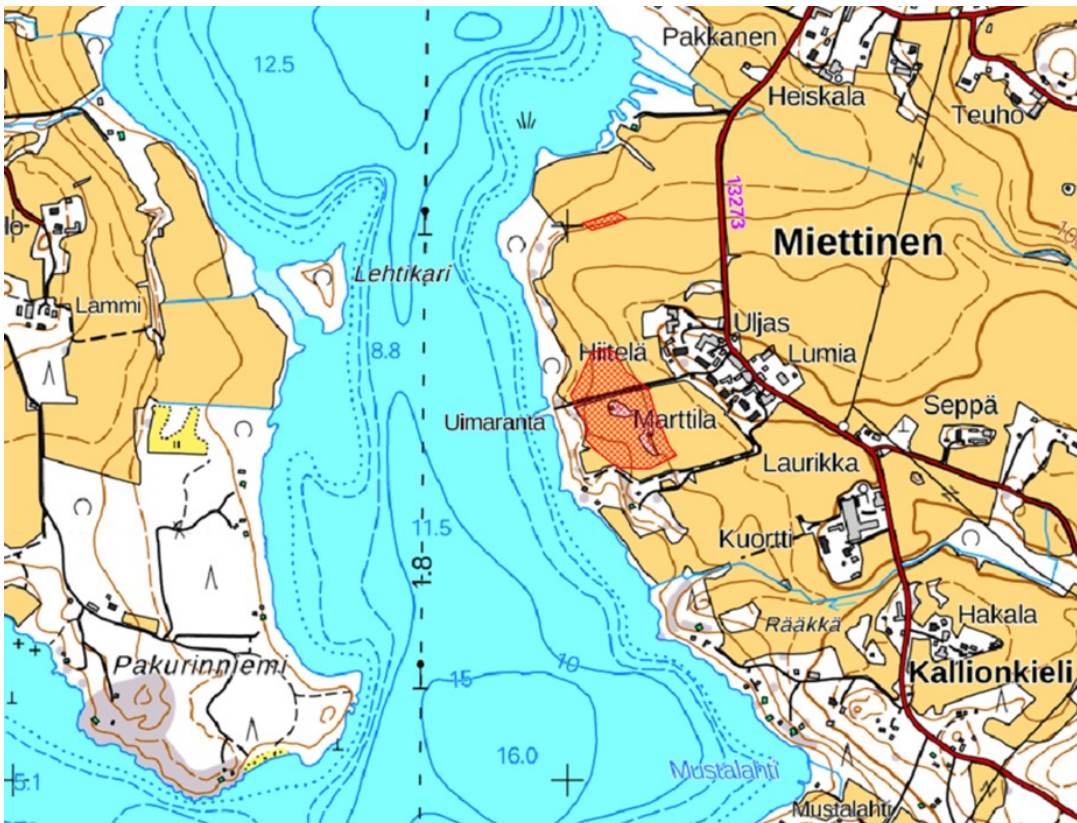 Pakkanen
12.5
Heiskala
Teuho
13273
lo
Miettinen
Lehtikari
Lammi
Uljas
8.8
Hiitelä
Lumia
Uimaranta
Marttila
Seppä
Laurikka
11.5
Kuortti
1.8
Hakala
Rääkkä
Pakurinniemi
10
Kallionkieli
15
16.0
Mustalahti
5.1
Mustalahti